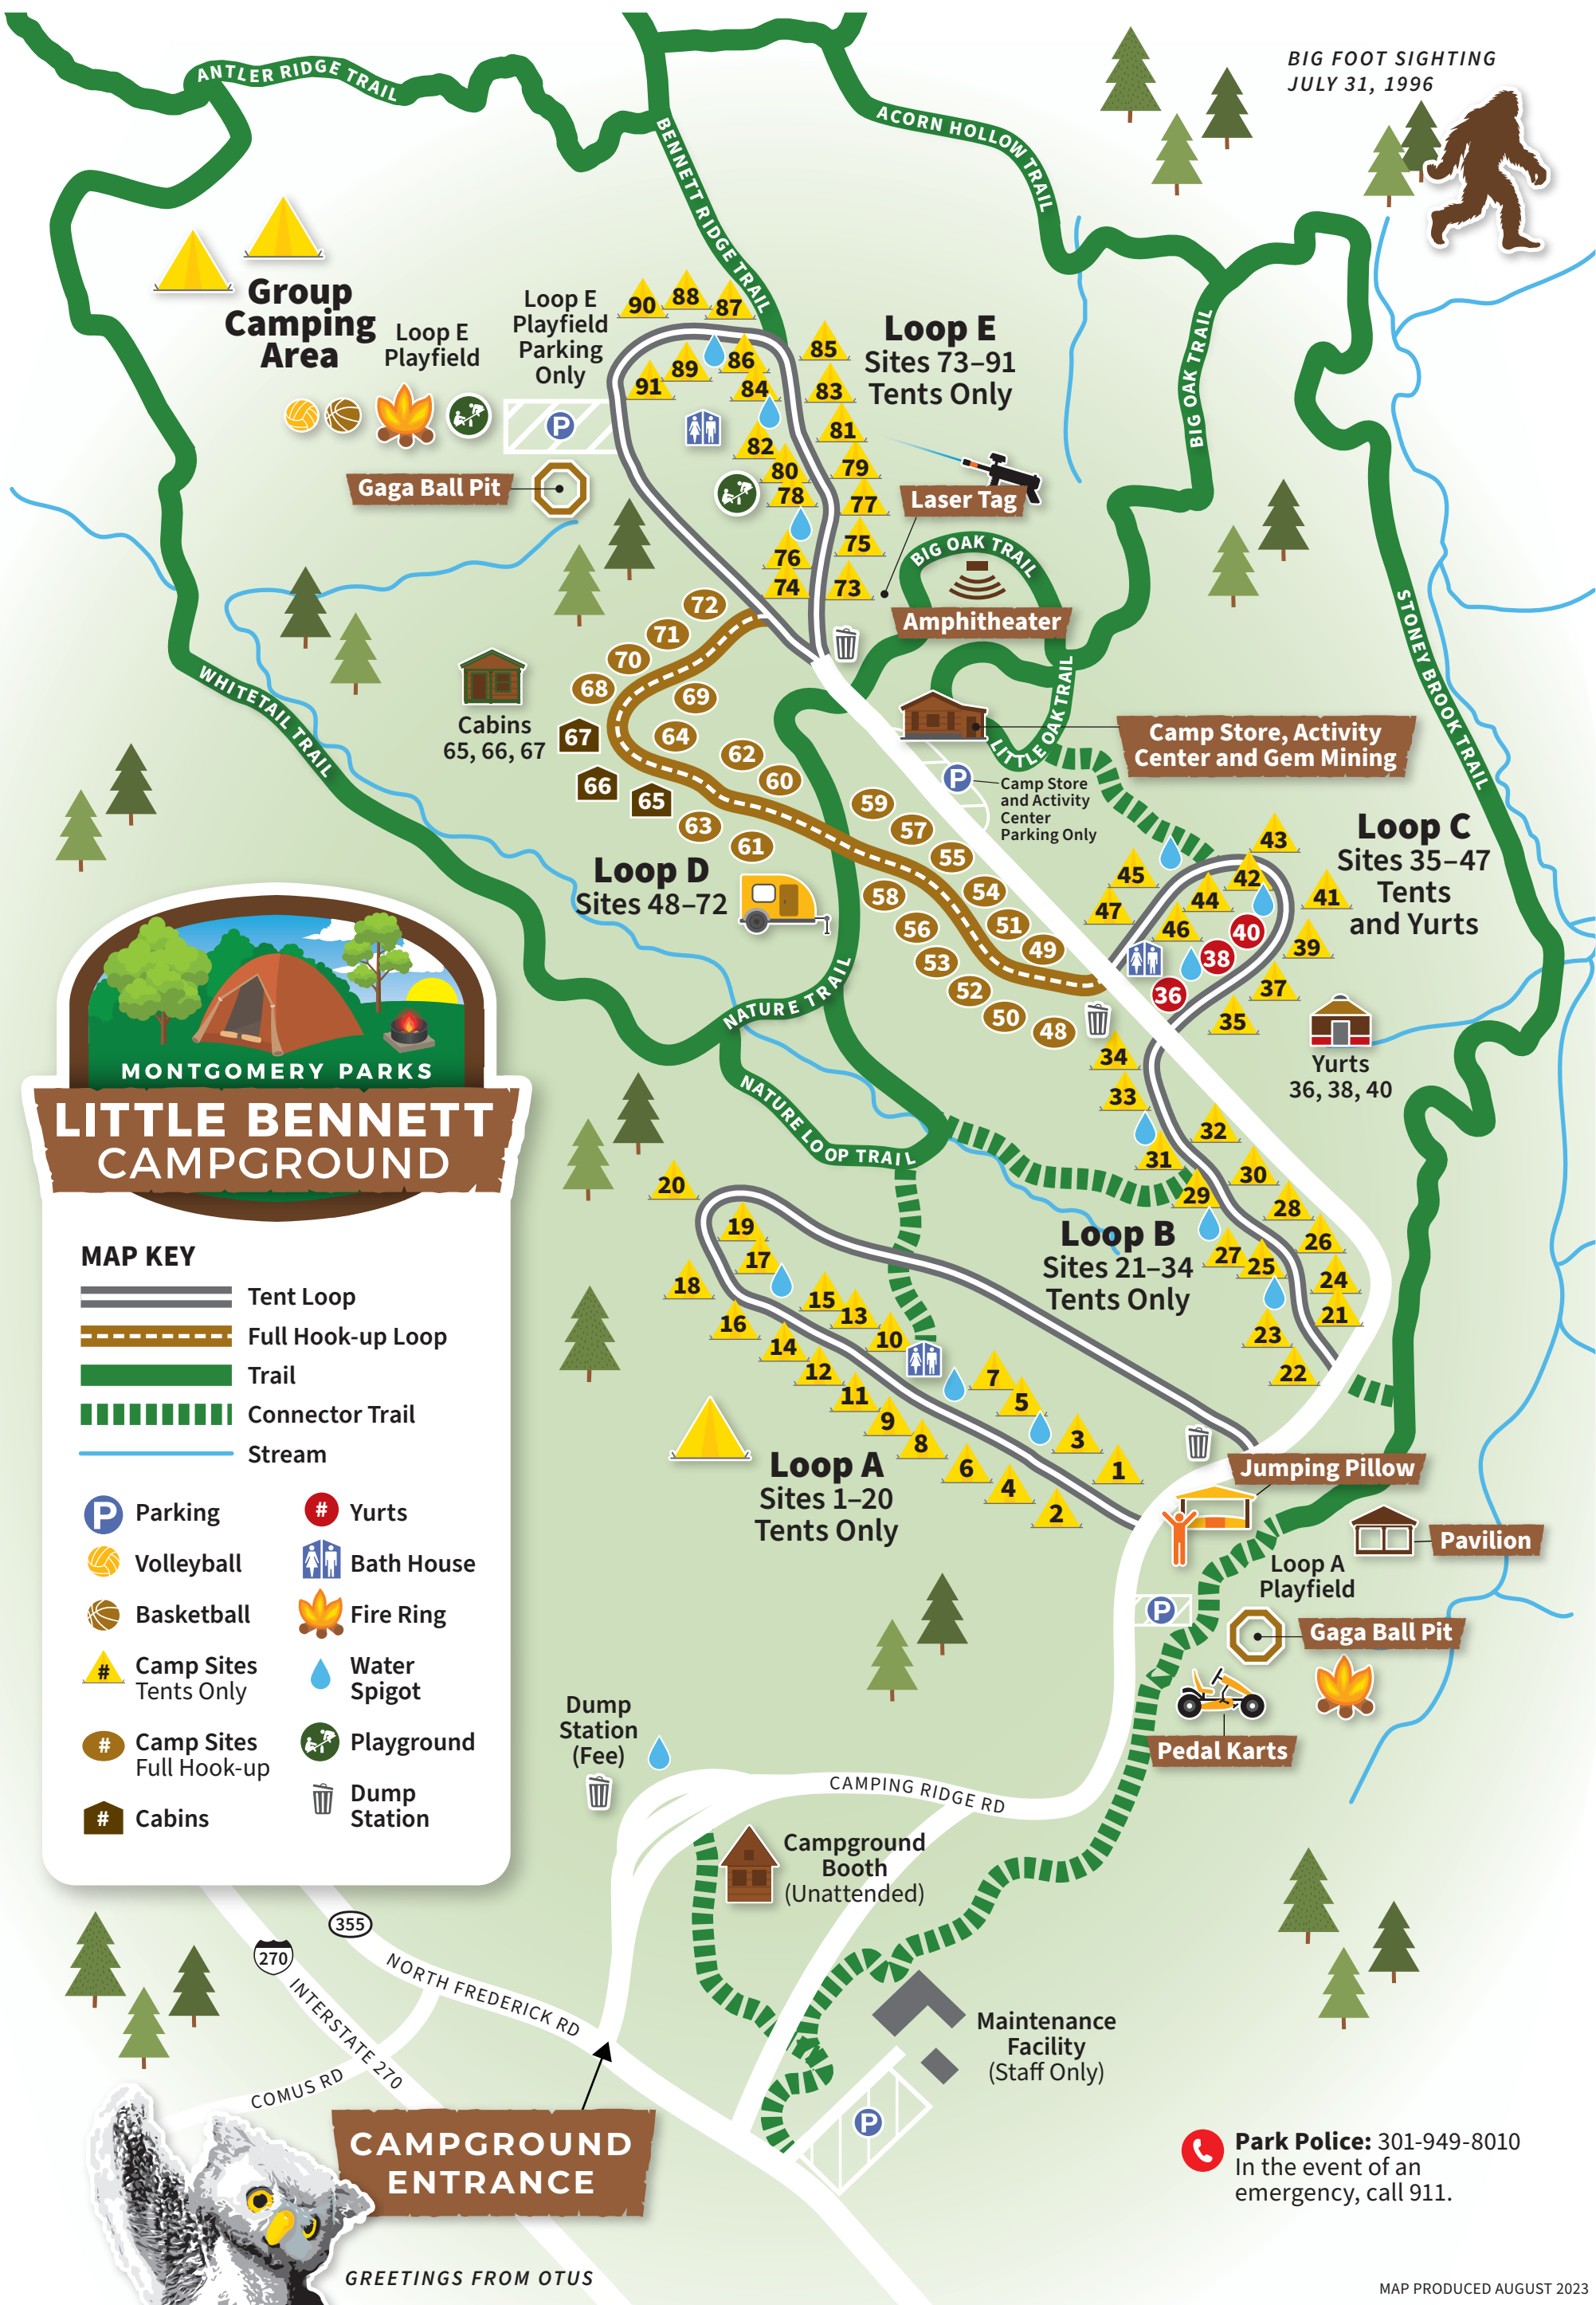 BIG FOOT SIGHTING
JULY 31, 1996
ANTLER RIDGE TRAIL
BENNETT RIDGE TRAIL
ACORN HOLLOW TRAIL
Group
Camping
Area
Loop E
Playfield
Loop E
Playfield
Parking
Only
P
90
88
87
89
86
91
84
85
83
82
81
80
79
78
77
76
75
74
73
Loop E
Sites 73–91
Tents Only
BIG OAK TRAIL
Gaga Ball Pit
Laser Tag
BIG OAK TRAIL
Amphitheater
STONEY BROOK TRAIL
WHITETAIL TRAIL
Cabins
65, 66, 67
72
71
70
68
69
67
64
66
65
62
60
63
61
59
57
55
58
54
56
51
53
49
52
50
48
LITTLE OAK TRAIL
Camp Store, Activity
Center and Gem Mining
P
Camp Store
and Activity
Center
Parking Only
Loop D
Sites 48–72
Loop C
Sites 35–47
Tents
and Yurts
43
45
42
41
44
47
46
40
39
38
37
36
35
Yurts
36, 38, 40
NATURE TRAIL
NATURE LOOP TRAIL
MONTGOMERY PARKS
LITTLE BENNETT
CAMPGROUND
34
33
32
31
30
29
28
27
26
25
24
21
23
22
Loop B
Sites 21–34
Tents Only
20
19
17
18
15
13
16
10
14
12
11
7
9
5
8
3
6
1
4
2
Loop A
Sites 1–20
Tents Only
MAP KEY
Tent Loop
Full Hook-up Loop
Trail
Connector Trail
Stream
P
Parking
Volleyball
Basketball
#
Camp Sites
Tents Only
#
Camp Sites
Full Hook-up
#
Cabins
#
Yurts
Bath House
Fire Ring
Water
Spigot
Playground
Dump
Station
Jumping Pillow
Pavilion
Loop A
Playfield
P
Gaga Ball Pit
Pedal Karts
Dump
Station
(Fee)
CAMPING RIDGE RD
Campground
Booth
(Unattended)
355
270
NORTH FREDERICK RD
INTERSTATE 270
COMUS RD
Maintenance
Facility
(Staff Only)
P
CAMPGROUND
ENTRANCE
GREETINGS FROM OTUS
Park Police: 301-949-8010
In the event of an
emergency, call 911.
MAP PRODUCED AUGUST 2023